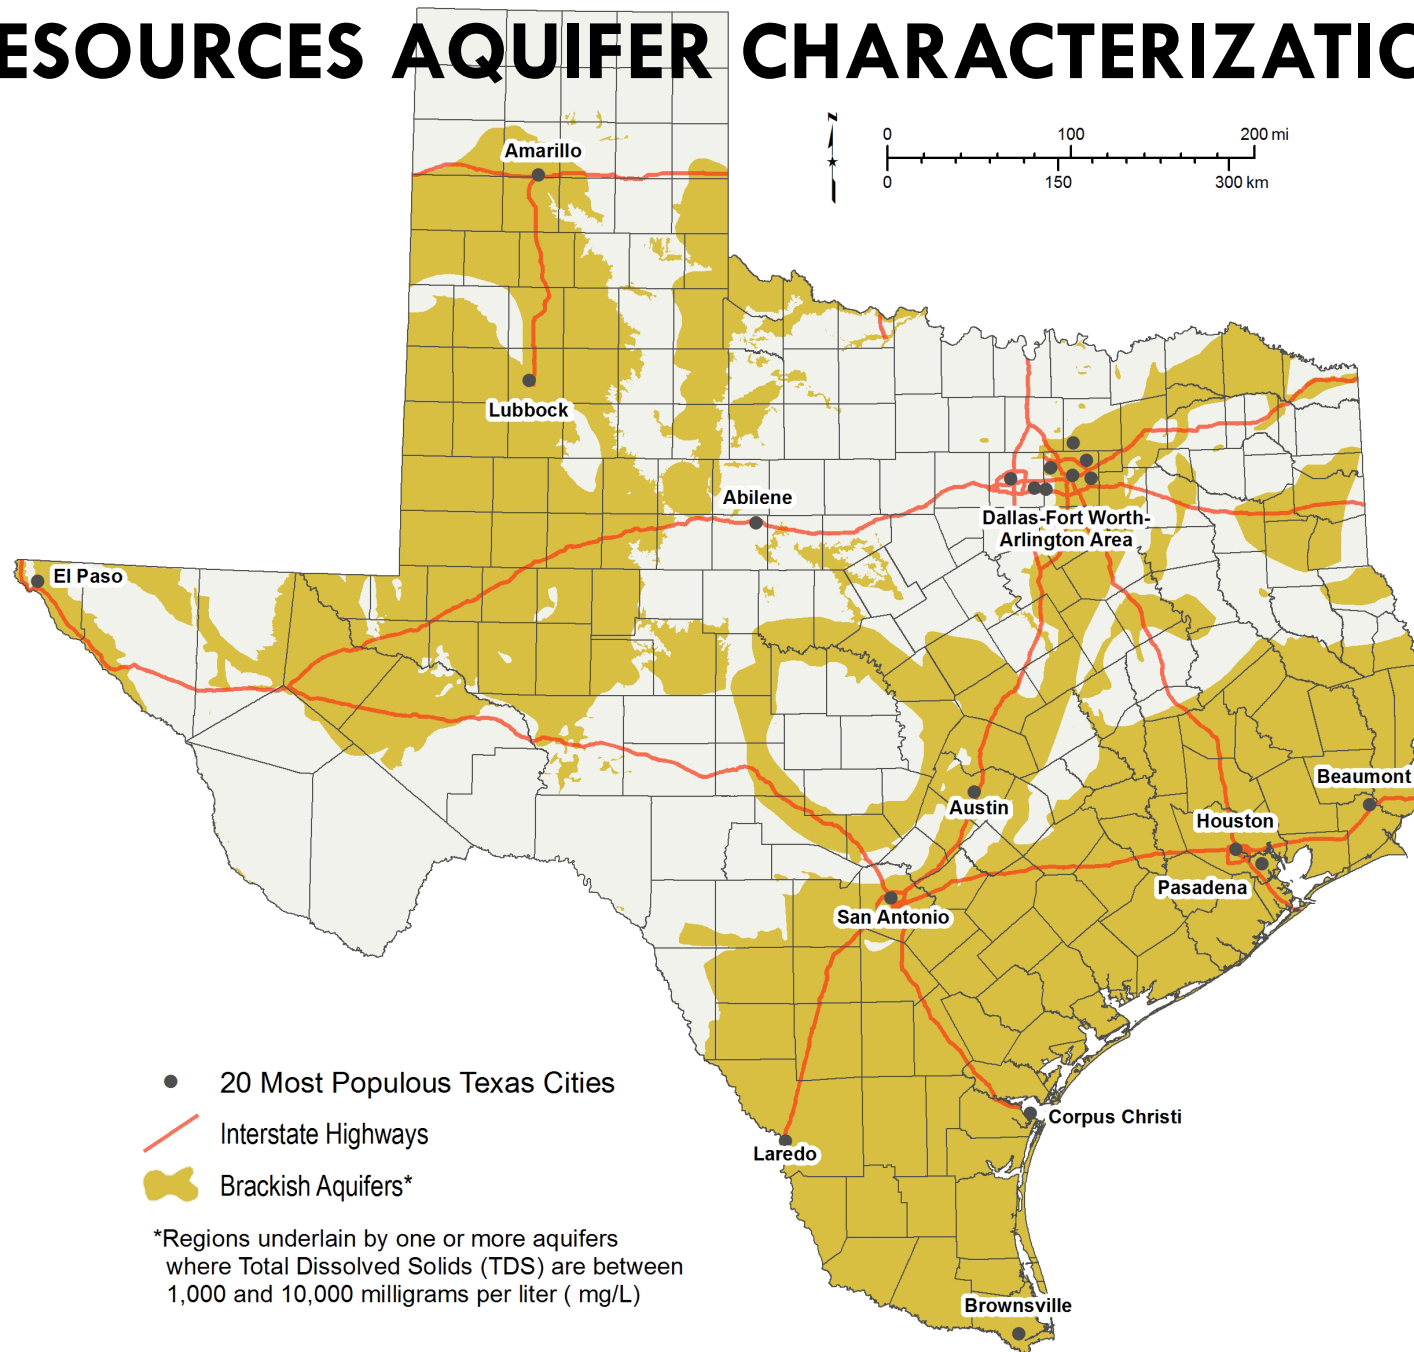 ESOURCES AQUIFER CHARACTERIZATIO
N
0 100 200 mi
0 150 300 km
Amarillo
Lubbock
Abilene
Dallas-Fort Worth-
Arlington Area
El Paso
Beaumont
Austin
Houston
Pasadena
San Antonio
20 Most Populous Texas Cities
Corpus Christi
Interstate Highways
Laredo
Brackish Aquifers*
*Regions underlain by one or more aquifers
where Total Dissolved Solids (TDS) are between
1,000 and 10,000 milligrams per liter ( mg/L)
Brownsville